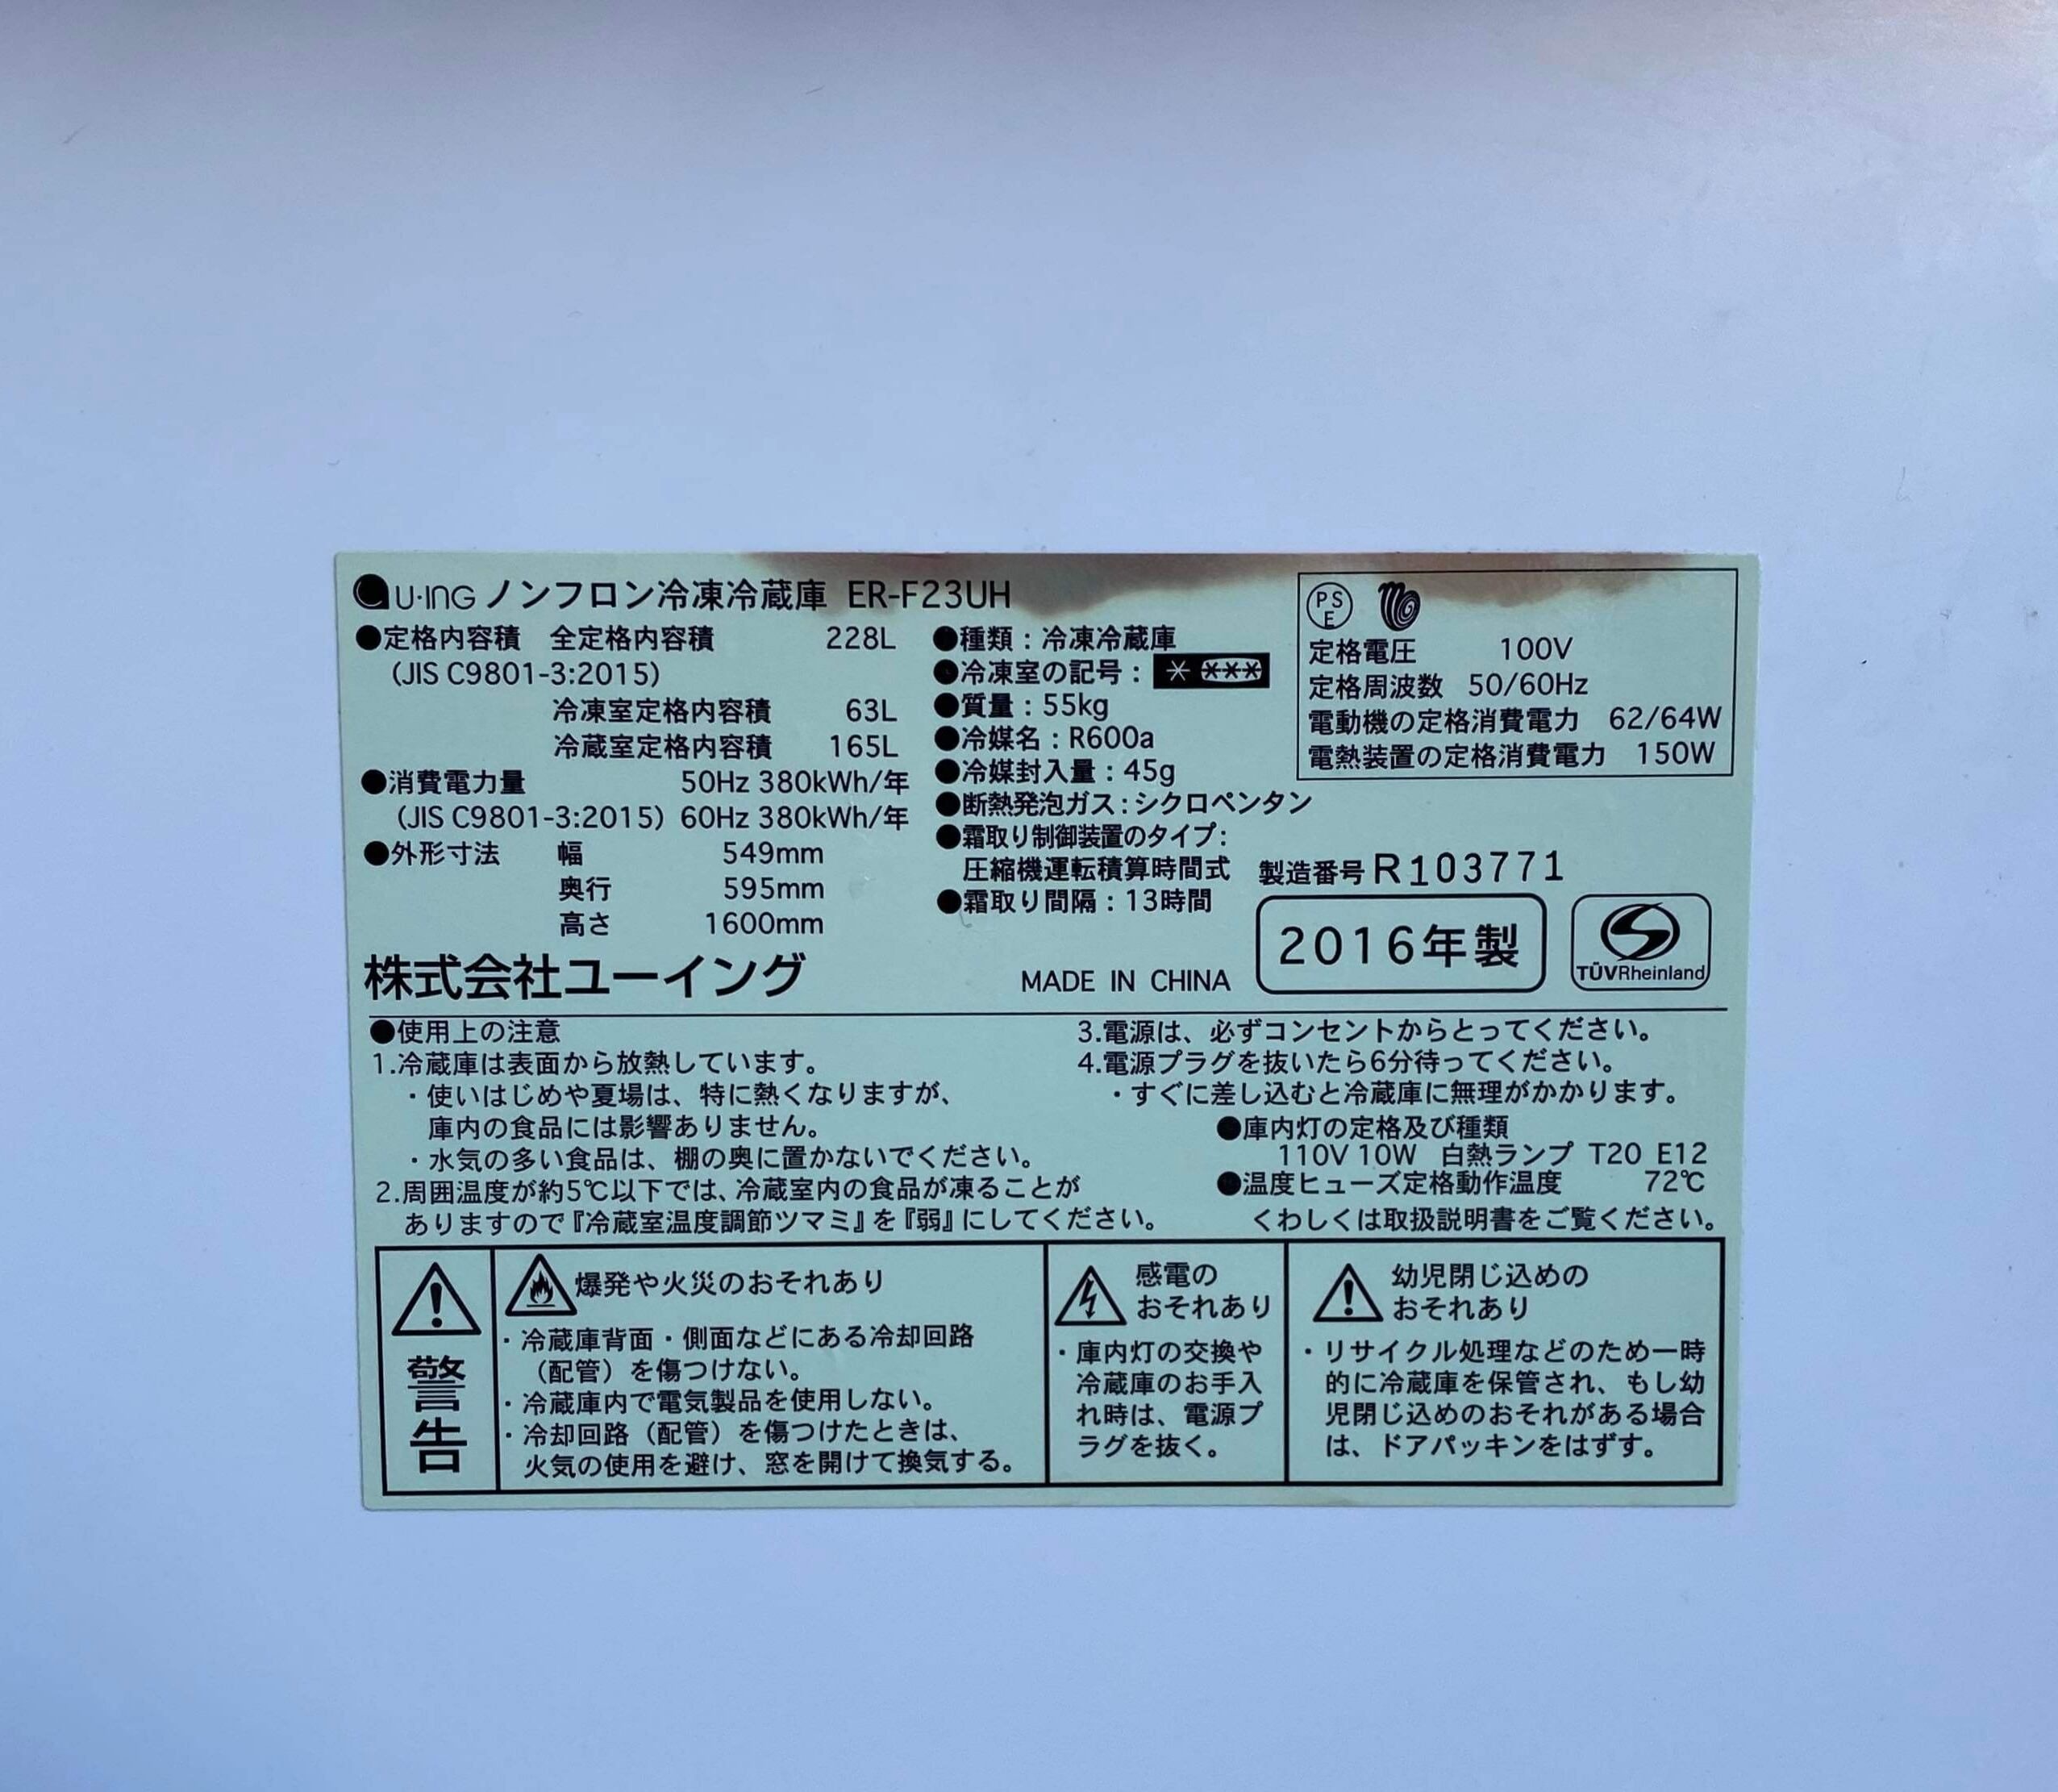 U·ING ノンフロン冷凍冷蔵庫 ER-F23UH
●定格内容積 全定格内容積 228L
(JIS C9801-3:2015)
冷凍室定格内容積 63L
冷蔵室定格内容積 165L
●消費電力量 50Hz 380kWh/年
(JIS C9801-3:2015) 60Hz 380kWh/年
●外形寸法 幅 549mm
奥行 595mm
高さ 1600mm
株式会社ユーイング
●種類:冷凍冷蔵庫
●冷凍室の記号:* ***
●質量:55kg
●冷媒名:R600a
●冷媒封入量:45g
●断熱発泡ガス:シクロペンタン
●霜取り制御装置のタイプ:
圧縮機運転積算時間式
●霜取り間隔:13時間
MADE IN CHINA
PSE
定格電圧 100V
定格周波数 50/60Hz
電動機の定格消費電力 62/64W
電熱装置の定格消費電力 150W
製造番号 R103771
2016年製
TÜVRheinland
●使用上の注意
1.冷蔵庫は表面から放熱しています。
・使いはじめや夏場は、特に熱くなりますが、
庫内の食品には影響ありません。
・水気の多い食品は、棚の奥に置かないでください。
2.周囲温度が約5℃以下では、冷蔵室内の食品が凍ることが
ありますので『冷蔵室温度調節ツマミ』を『弱』にしてください。
3.電源は、必ずコンセントからとってください。
4.電源プラグを抜いたら6分待ってください。
・すぐに差し込むと冷蔵庫に無理がかかります。
●庫内灯の定格及び種類
110V 10W 白熱ランプ T20 E12
●温度ヒューズ定格動作温度 72℃
くわしくは取扱説明書をご覧ください。
警告
爆発や火災のおそれあり
・冷蔵庫背面・側面などにある冷却回路
(配管)を傷つけない。
・冷蔵庫内で電気製品を使用しない。
・冷却回路(配管)を傷つけたときは、
火気の使用を避け、窓を開けて換気する。
感電の
おそれあり
・庫内灯の交換や
冷蔵庫のお手入
れ時は、電源プ
ラグを抜く。
幼児閉じ込めの
おそれあり
・リサイクル処理などのため一時
的に冷蔵庫を保管され、もし幼
児閉じ込めのおそれがある場合
は、ドアパッキンをはずす。